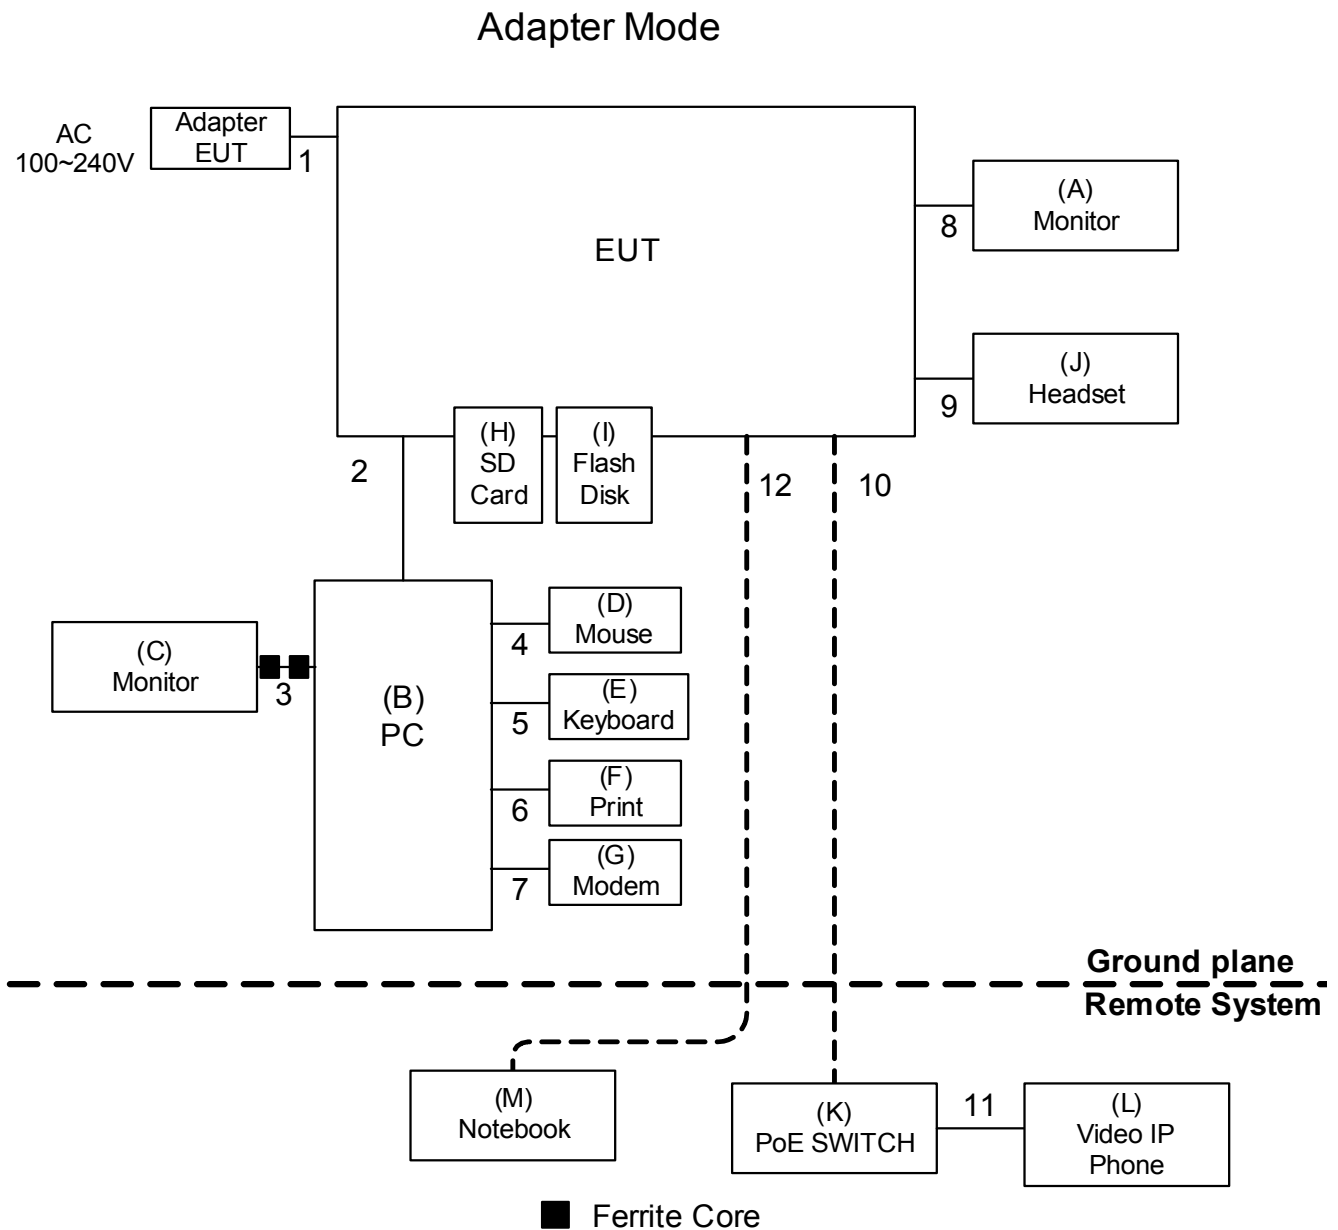 Adapter Mode
AC
100~240V
Adapter
EUT
1
EUT
(A)
Monitor
8
(J)
Headset
9
2
(H)
SD
Card
(I)
Flash
Disk
12
10
(C)
Monitor
3
(B)
PC
(D)
Mouse
4
(E)
Keyboard
5
(F)
Print
6
(G)
Modem
7
Ground plane
Remote System
(M)
Notebook
(K)
PoE SWITCH
11
(L)
Video IP
Phone
Ferrite Core